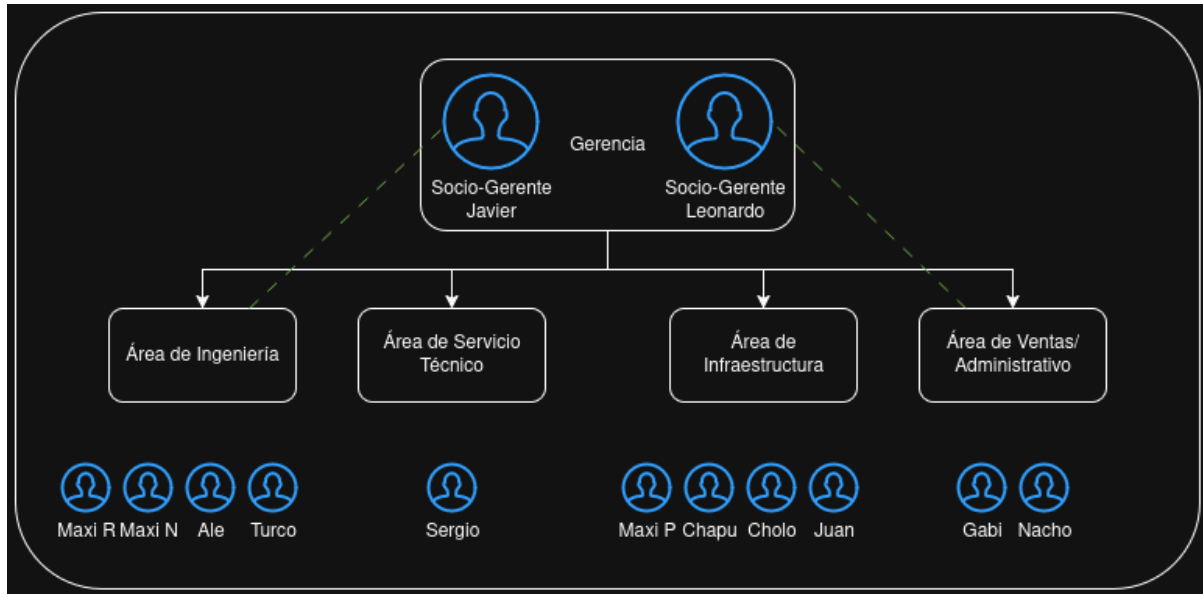 Gerencia
Socio-Gerente
Javier
Socio-Gerente
Leonardo
Área de Ingeniería
Área de Servicio
Técnico
Área de
Infraestructura
Área de Ventas/
Administrativo
Maxi R
Maxi N
Ale
Turco
Sergio
Maxi P
Chapu
Cholo
Juan
Gabi
Nacho